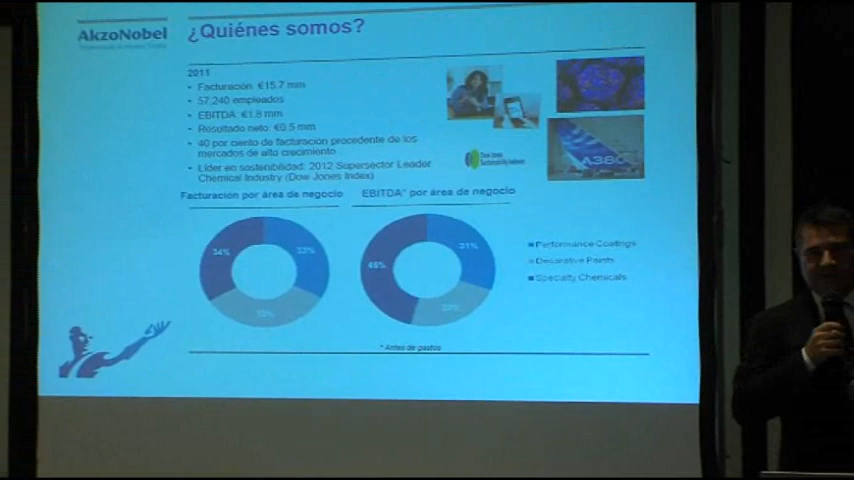 AkzoNobel
¿Quiénes somos?
2011
• Facturación: €15.7 mm
• 57,240 empleados
• EBITDA: €1.8 mm
• Resultado neto: €0.5 mm
• 40 por ciento de facturación procedente de los
mercados de alto crecimiento
• Líder en sostenibilidad: 2012 Supersector Leader
Chemical Industry (Dow Jones Index)
A380
Facturación por área de negocio
EBITDA* por área de negocio
34%
33%
46%
31%
Performance Coatings
Decorative Paints
Specialty Chemicals
* Antes de gastos